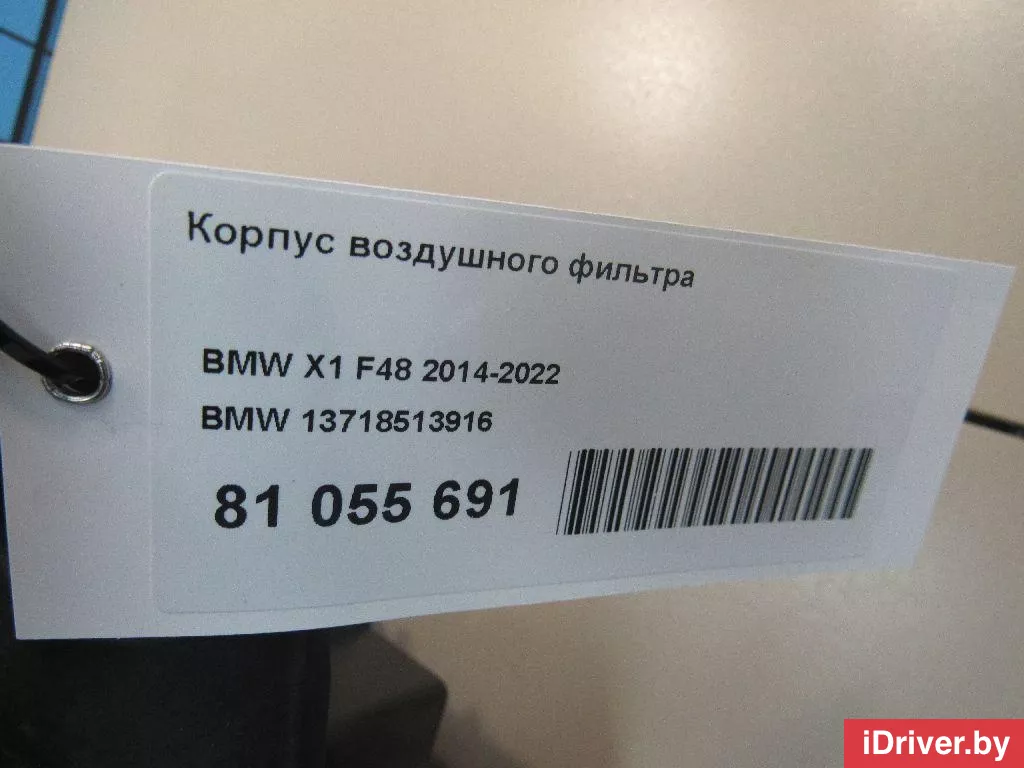 Корпус воздушного фильтра
BMW X1 F48 2014-2022
BMW 13718513916
81 055 691
iDriver.by